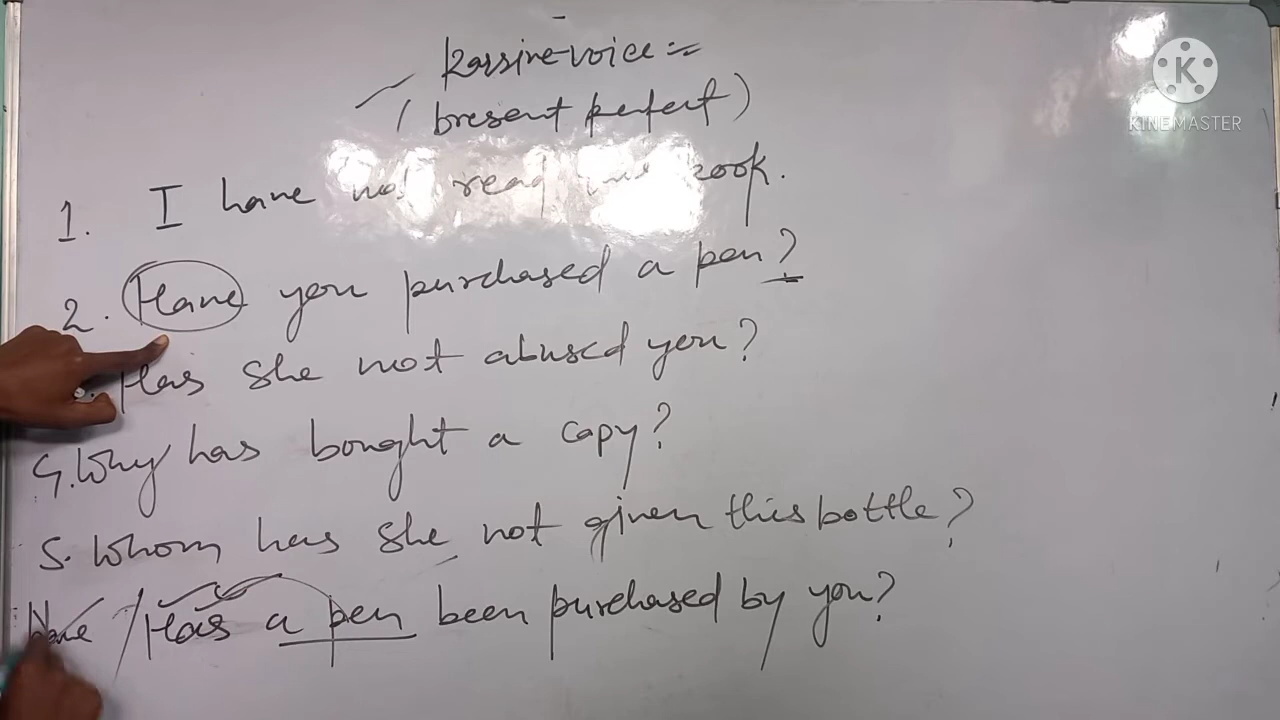 Passive voice :-
(present perfect)
1. I have not read the book.
2. Have you purchased a pen?
Has she not abused you?
4. Why has bought a copy?
5. Whom has she not given this bottle?
Have / Has a pen been purchased by you?
K
KINEMASTER